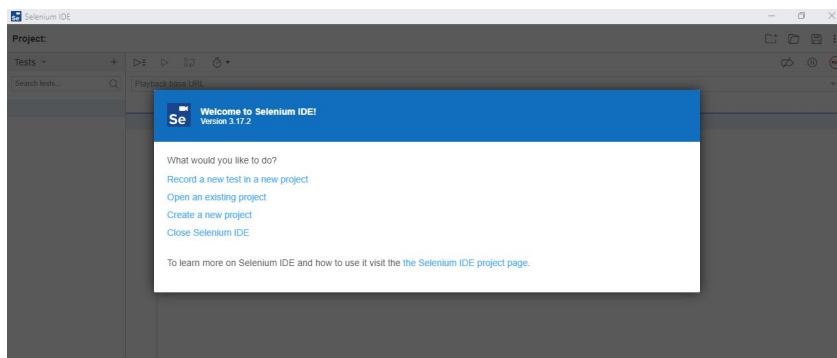 Se Selenium IDE
Project:
Tests
Search tests...
Playback base URL
Se
Welcome to Selenium IDE!
Version 3.17.2
What would you like to do?
Record a new test in a new project
Open an existing project
Create a new project
Close Selenium IDE
To learn more on Selenium IDE and how to use it visit the the Selenium IDE project page.